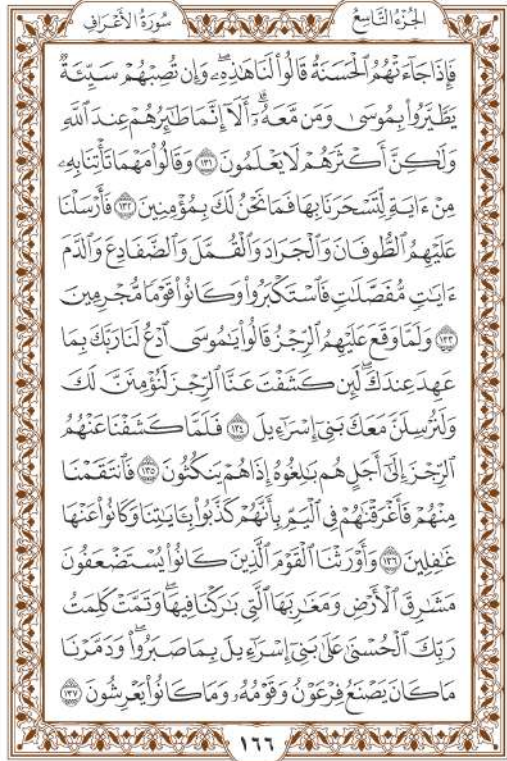 الجُزْءُ التَّاسِعُ سُورَةُ الأَعْرَافِ
فَإِذَا جَآءَتْهُمُ ٱلْحَسَنَةُ قَالُوا۟ لَنَا هَٰذِهِۦۖ وَإِن تُصِبْهُمْ سَيِّئَةٌ
يَطَّيَّرُوا۟ بِمُوسَىٰ وَمَن مَّعَهُۥٓۗ أَلَآ إِنَّمَا طَٰٓئِرُهُمْ عِندَ ٱللَّهِ
وَلَٰكِنَّ أَكْثَرَهُمْ لَا يَعْلَمُونَ ١٣١ وَقَالُوا۟ مَهْمَا تَأْتِنَا بِهِۦ
مِنْ ءَايَةٍ لِّتَسْحَرَنَا بِهَا فَمَا نَحْنُ لَكَ بِمُؤْمِنِينَ ١٣٢ فَأَرْسَلْنَا
عَلَيْهِمُ ٱلطُّوفَانَ وَٱلْجَرَادَ وَٱلْقُمَّلَ وَٱلضَّفَادِعَ وَٱلدَّمَ
ءَايَٰتٍ مُّفَصَّلَٰتٍ فَٱسْتَكْبَرُوا۟ وَكَانُوا۟ قَوْمًا مُّجْرِمِينَ
١٣٣ وَلَمَّا وَقَعَ عَلَيْهِمُ ٱلرِّجْزُ قَالُوا۟ يَٰمُوسَى ٱدْعُ لَنَا رَبَّكَ بِمَا
عَهِدَ عِندَكَۖ لَئِن كَشَفْتَ عَنَّا ٱلرِّجْزَ لَنُؤْمِنَنَّ لَكَ
وَلَنُرْسِلَنَّ مَعَكَ بَنِىٓ إِسْرَٰٓءِيلَ ١٣٤ فَلَمَّا كَشَفْنَا عَنْهُمُ
ٱلرِّجْزَ إِلَىٰٓ أَجَلٍ هُم بَٰلِغُوهُ إِذَا هُمْ يَنكُثُونَ ١٣٥ فَٱنتَقَمْنَا
مِنْهُمْ فَأَغْرَقْنَٰهُمْ فِى ٱلْيَمِّ بِأَنَّهُمْ كَذَّبُوا۟ بِـَٔايَٰتِنَا وَكَانُوا۟ عَنْهَا
غَٰفِلِينَ ١٣٦ وَأَوْرَثْنَا ٱلْقَوْمَ ٱلَّذِينَ كَانُوا۟ يُسْتَضْعَفُونَ
مَشَٰرِقَ ٱلْأَرْضِ وَمَغَٰرِبَهَا ٱلَّتِى بَٰرَكْنَا فِيهَاۖ وَتَمَّتْ كَلِمَتُ
رَبِّكَ ٱلْحُسْنَىٰ عَلَىٰ بَنِىٓ إِسْرَٰٓءِيلَ بِمَا صَبَرُوا۟ۖ وَدَمَّرْنَا
مَا كَانَ يَصْنَعُ فِرْعَوْنُ وَقَوْمُهُۥ وَمَا كَانُوا۟ يَعْرِشُونَ ١٣٧
١٦٦